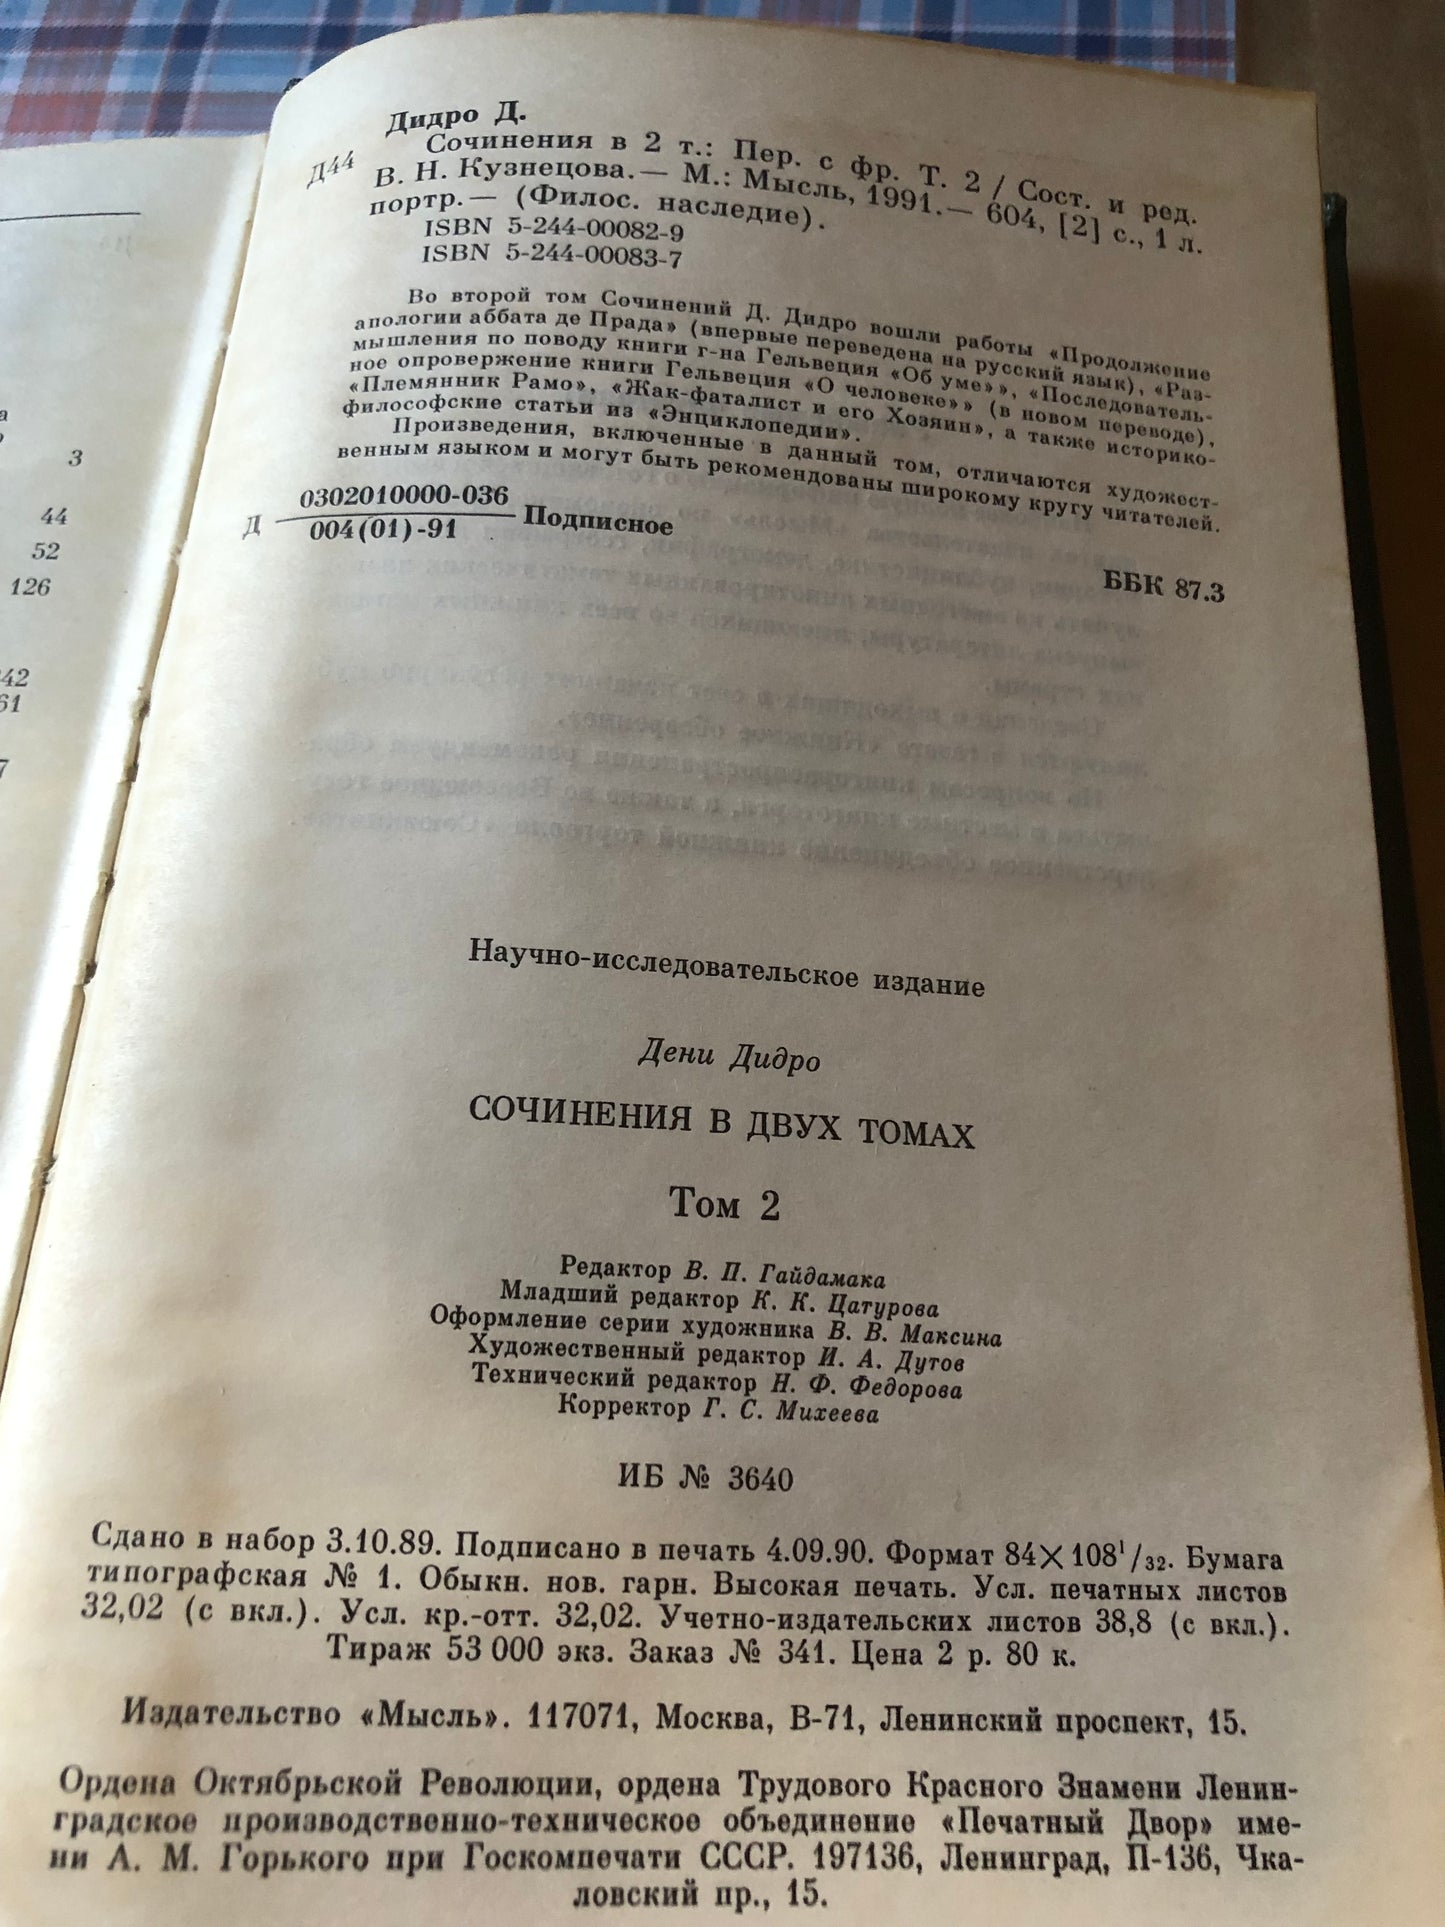 Дидро Д.
Д44
Сочинения в 2 т.: Пер. с фр. Т. 2 / Сост. и ред.
В. Н. Кузнецова.— М.: Мысль, 1991.— 604, [2] с., 1 л.
портр.— (Филос. наследие).
ISBN 5-244-00082-9
ISBN 5-244-00083-7
Во второй том Сочинений Д. Дидро вошли работы «Продолжение
апологии аббата де Прада» (впервые переведена на русский язык), «Раз-
мышления по поводу книги г-на Гельвеция «Об уме»», «Последователь-
ное опровержение книги Гельвеция «О человеке»» (в новом переводе),
«Племянник Рамо», «Жак-фаталист и его Хозяин», а также историко-
философские статьи из «Энциклопедии».
Произведения, включенные в данный том, отличаются художест-
венным языком и могут быть рекомендованы широкому кругу читателей.
Д 0302010000-036 Подписное
004(01)-91
ББК 87.3
3
44
52
126
42
61
7
Научно-исследовательское издание
Дени Дидро
СОЧИНЕНИЯ В ДВУХ ТОМАХ
Том 2
Редактор В. П. Гайдамака
Младший редактор К. К. Цатурова
Оформление серии художника В. В. Максина
Художественный редактор И. А. Дутов
Технический редактор Н. Ф. Федорова
Корректор Г. С. Михеева
ИБ № 3640
Сдано в набор 3.10.89. Подписано в печать 4.09.90. Формат 84×108¹/₃₂. Бумага
типографская № 1. Обыкн. нов. гарн. Высокая печать. Усл. печатных листов
32,02 (с вкл.). Усл. кр.-отт. 32,02. Учетно-издательских листов 38,8 (с вкл.).
Тираж 53 000 экз. Заказ № 341. Цена 2 р. 80 к.
Издательство «Мысль». 117071, Москва, В-71, Ленинский проспект, 15.
Ордена Октябрьской Революции, ордена Трудового Красного Знамени Ленин-
градское производственно-техническое объединение «Печатный Двор» име-
ни А. М. Горького при Госкомпечати СССР. 197136, Ленинград, П-136, Чка-
ловский пр., 15.